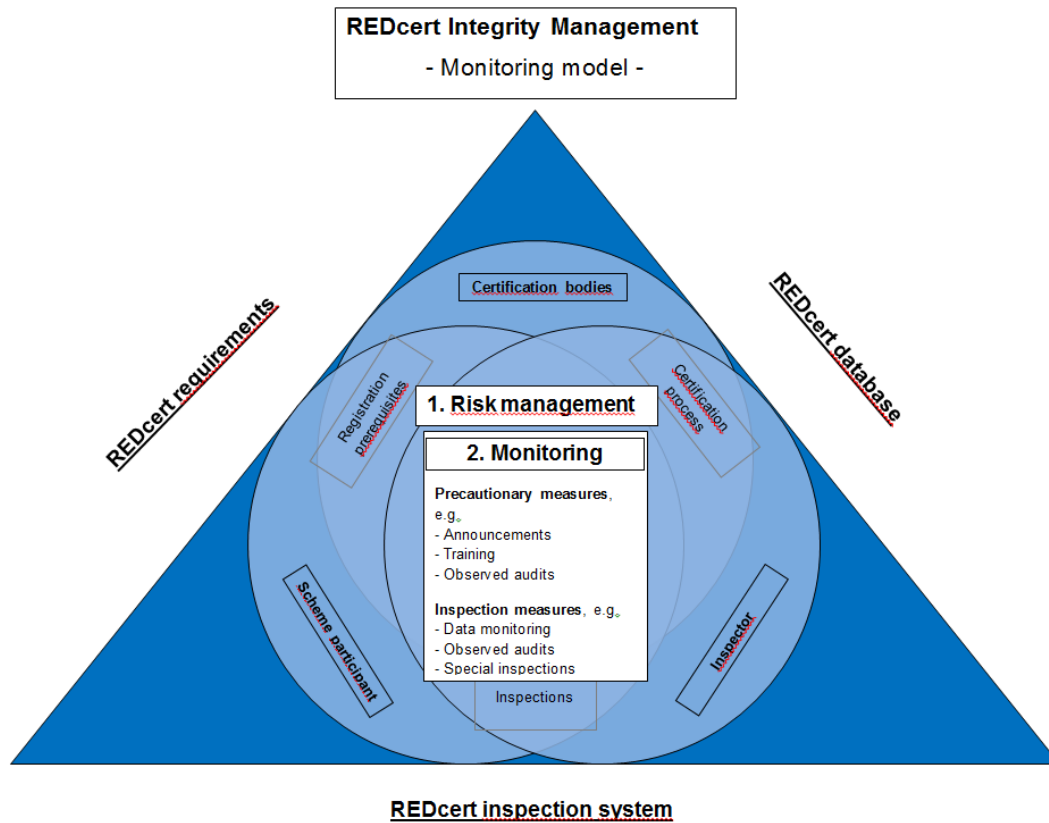 REDcert Integrity Management
- Monitoring model -
Certification bodies
REDcert requirements
REDcert database
Registration
prerequisites
Certification
process
1. Risk management
2. Monitoring
Precautionary measures,
e.g.
- Announcements
- Training
- Observed audits
Inspection measures, e.g.
- Data monitoring
- Observed audits
- Special inspections
Scheme participant
Inspector
Inspections
REDcert inspection system